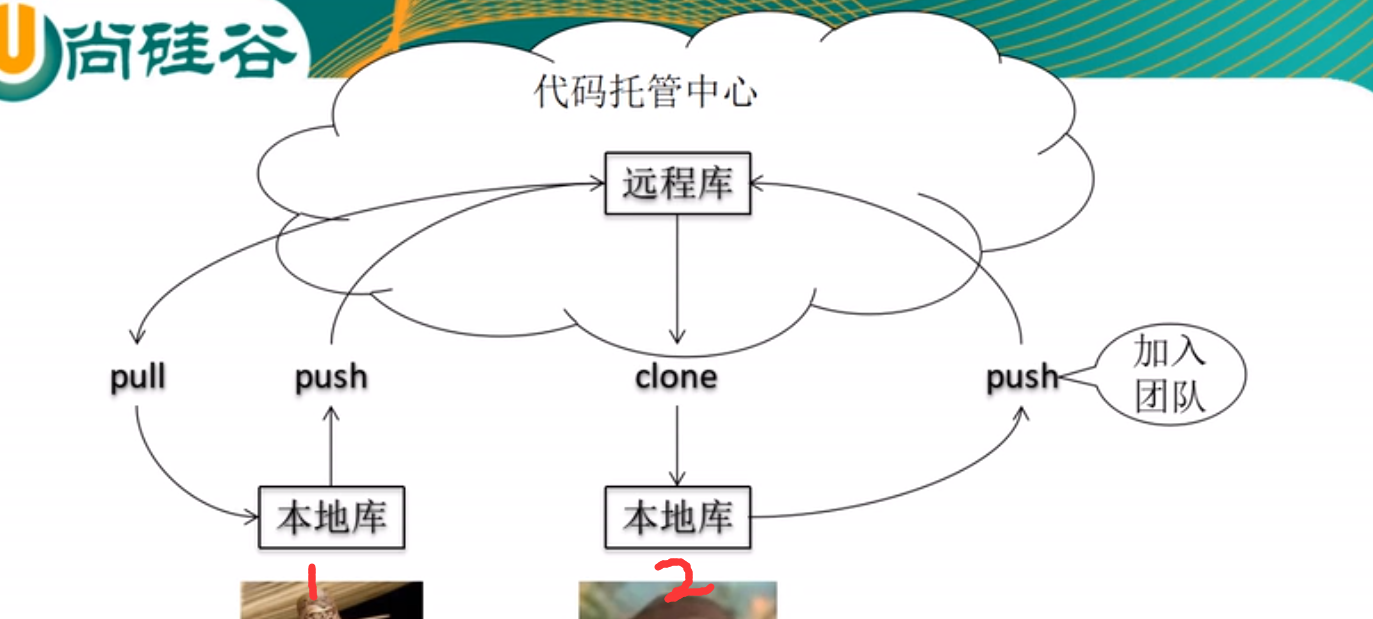 尚硅谷
代码托管中心
远程库
pull
push
clone
push
加入
团队
本地库
本地库
1
2